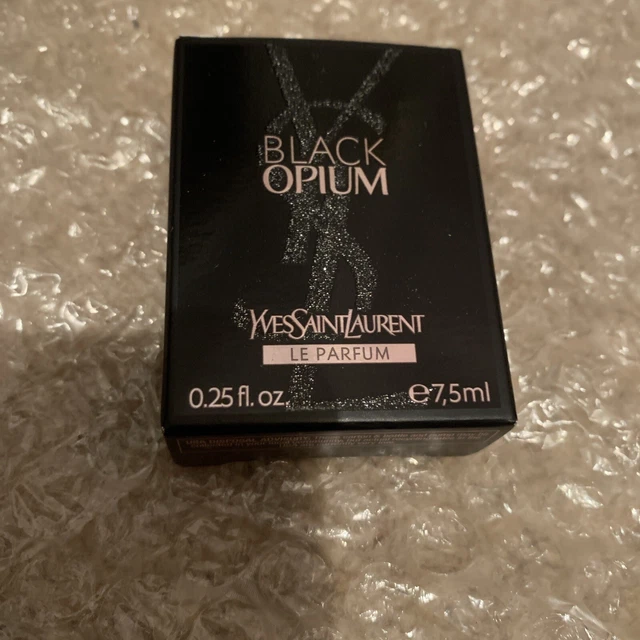 BLACK
OPIUM
YVESSAINTLAURENT
LE PARFUM
0.25 fl. oz. ℮7,5ml